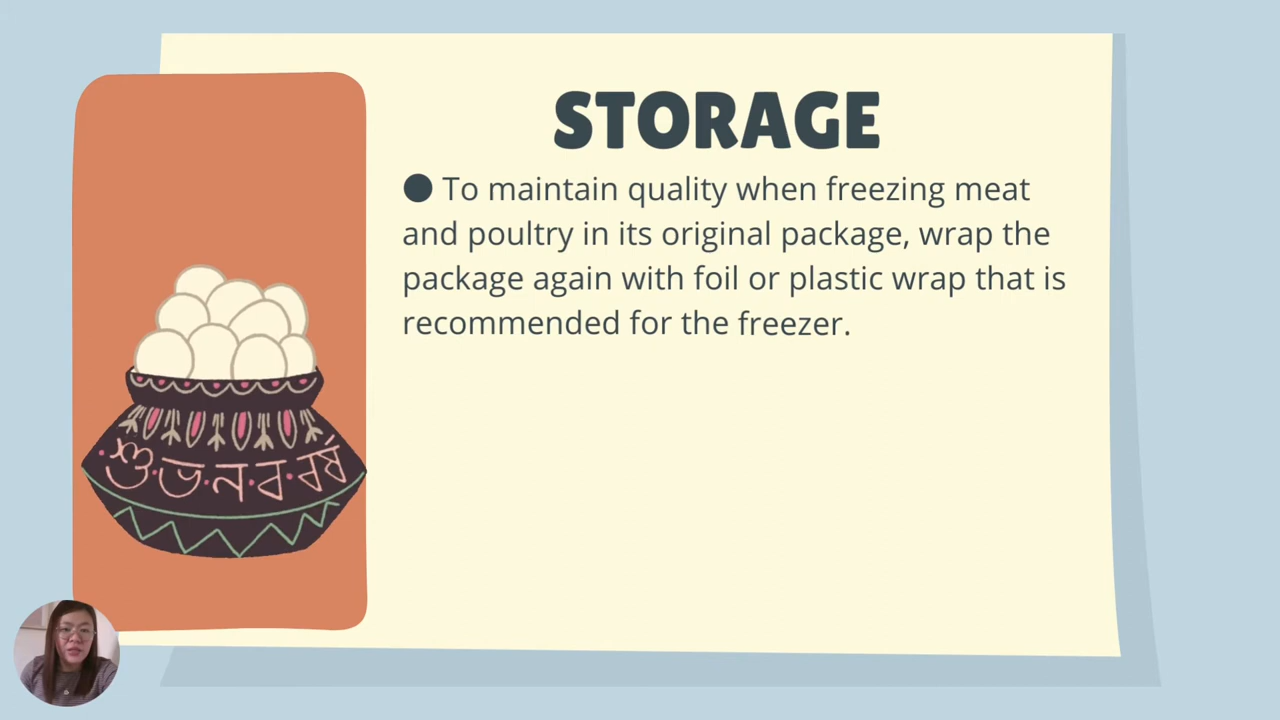 STORAGE
● To maintain quality when freezing meat
and poultry in its original package, wrap the
package again with foil or plastic wrap that is
recommended for the freezer.
শুভ নববর্ষ